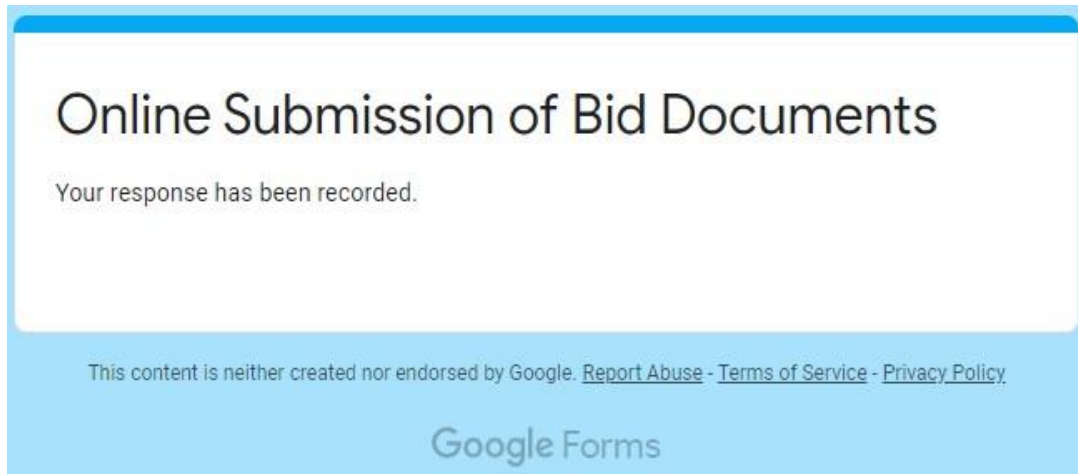 Online Submission of Bid Documents
Your response has been recorded.
This content is neither created nor endorsed by Google. Report Abuse - Terms of Service - Privacy Policy
Google Forms